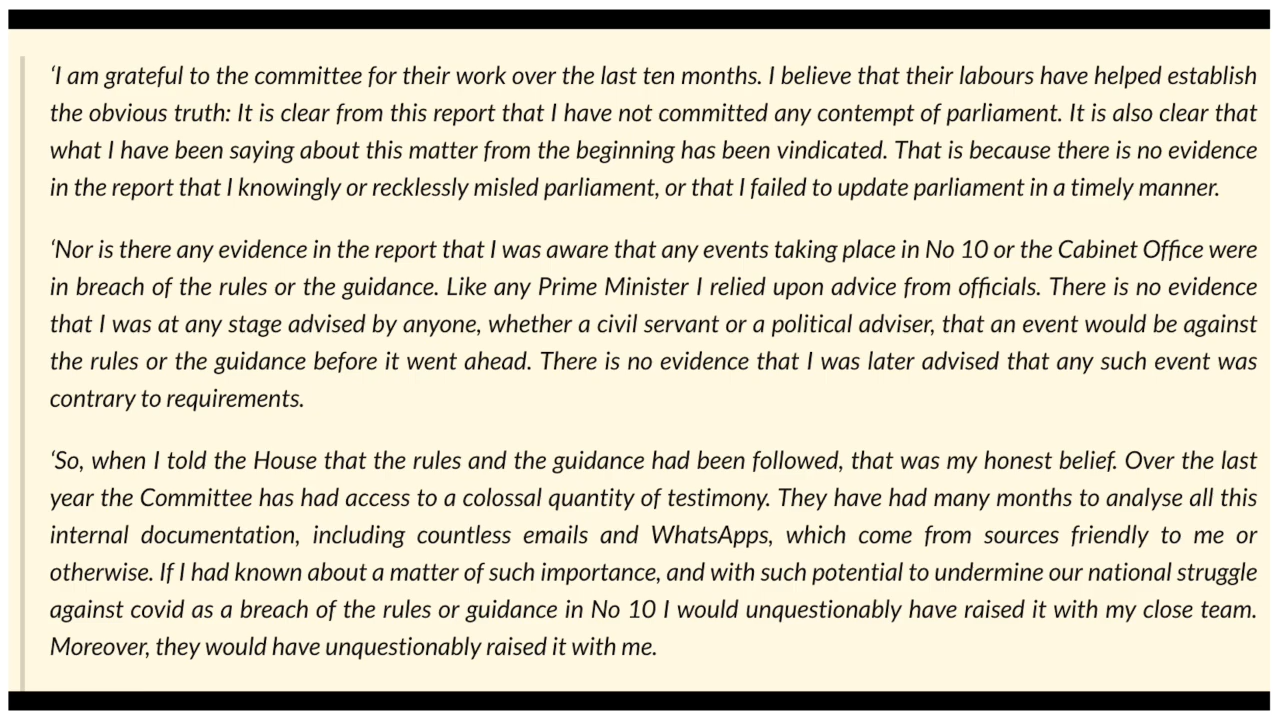 ‘I am grateful to the committee for their work over the last ten months. I believe that their labours have helped establish
the obvious truth: It is clear from this report that I have not committed any contempt of parliament. It is also clear that
what I have been saying about this matter from the beginning has been vindicated. That is because there is no evidence
in the report that I knowingly or recklessly misled parliament, or that I failed to update parliament in a timely manner.
‘Nor is there any evidence in the report that I was aware that any events taking place in No 10 or the Cabinet Office were
in breach of the rules or the guidance. Like any Prime Minister I relied upon advice from officials. There is no evidence
that I was at any stage advised by anyone, whether a civil servant or a political adviser, that an event would be against
the rules or the guidance before it went ahead. There is no evidence that I was later advised that any such event was
contrary to requirements.
‘So, when I told the House that the rules and the guidance had been followed, that was my honest belief. Over the last
year the Committee has had access to a colossal quantity of testimony. They have had many months to analyse all this
internal documentation, including countless emails and WhatsApps, which come from sources friendly to me or
otherwise. If I had known about a matter of such importance, and with such potential to undermine our national struggle
against covid as a breach of the rules or guidance in No 10 I would unquestionably have raised it with my close team.
Moreover, they would have unquestionably raised it with me.